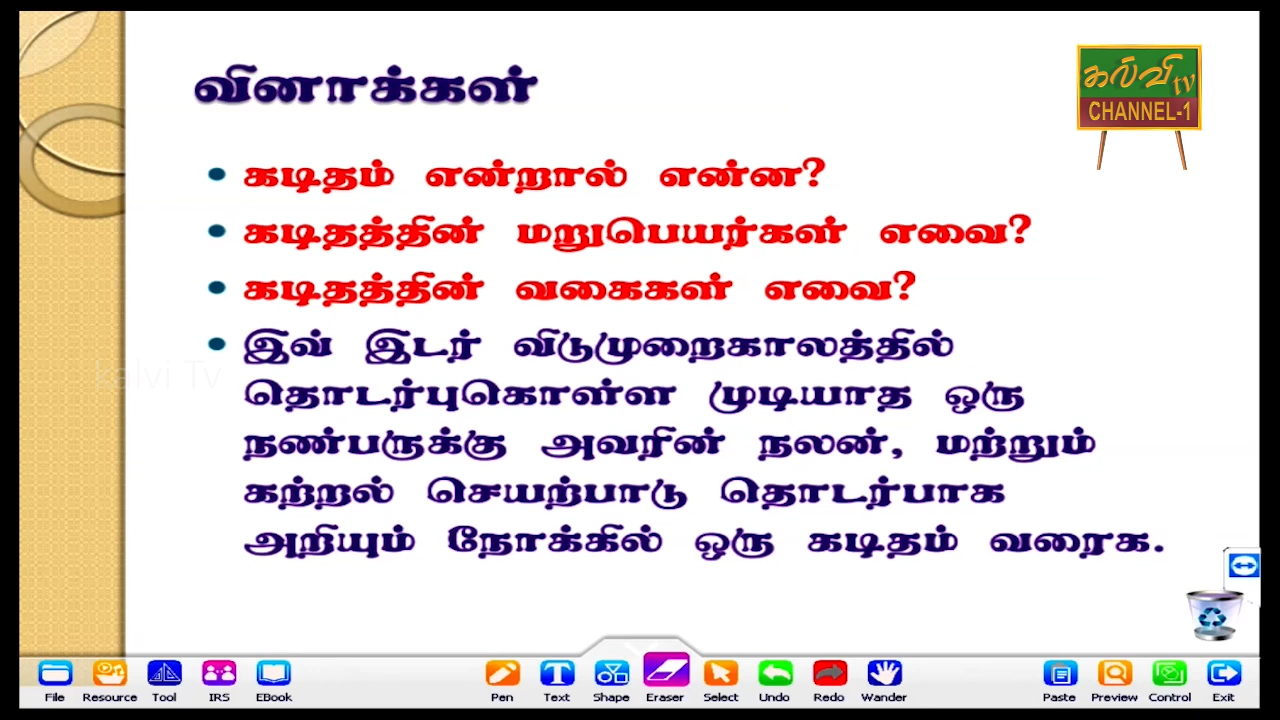 வினாக்கள்
கல்வி tv
CHANNEL-1
• கடிதம் என்றால் என்ன?
• கடிதத்தின் மறுபெயர்கள் எவை?
• கடிதத்தின் வகைகள் எவை?
• இவ் இடர் விடுமுறைகாலத்தில்
தொடர்புகொள்ள முடியாத ஒரு
நண்பருக்கு அவரின் நலன், மற்றும்
கற்றல் செயற்பாடு தொடர்பாக
அறியும் நோக்கில் ஒரு கடிதம் வரைக.
kalvi Tv
File Resource Tool IRS EBook Pen Text Shape Eraser Select Undo Redo Wander Paste Preview Control Exit